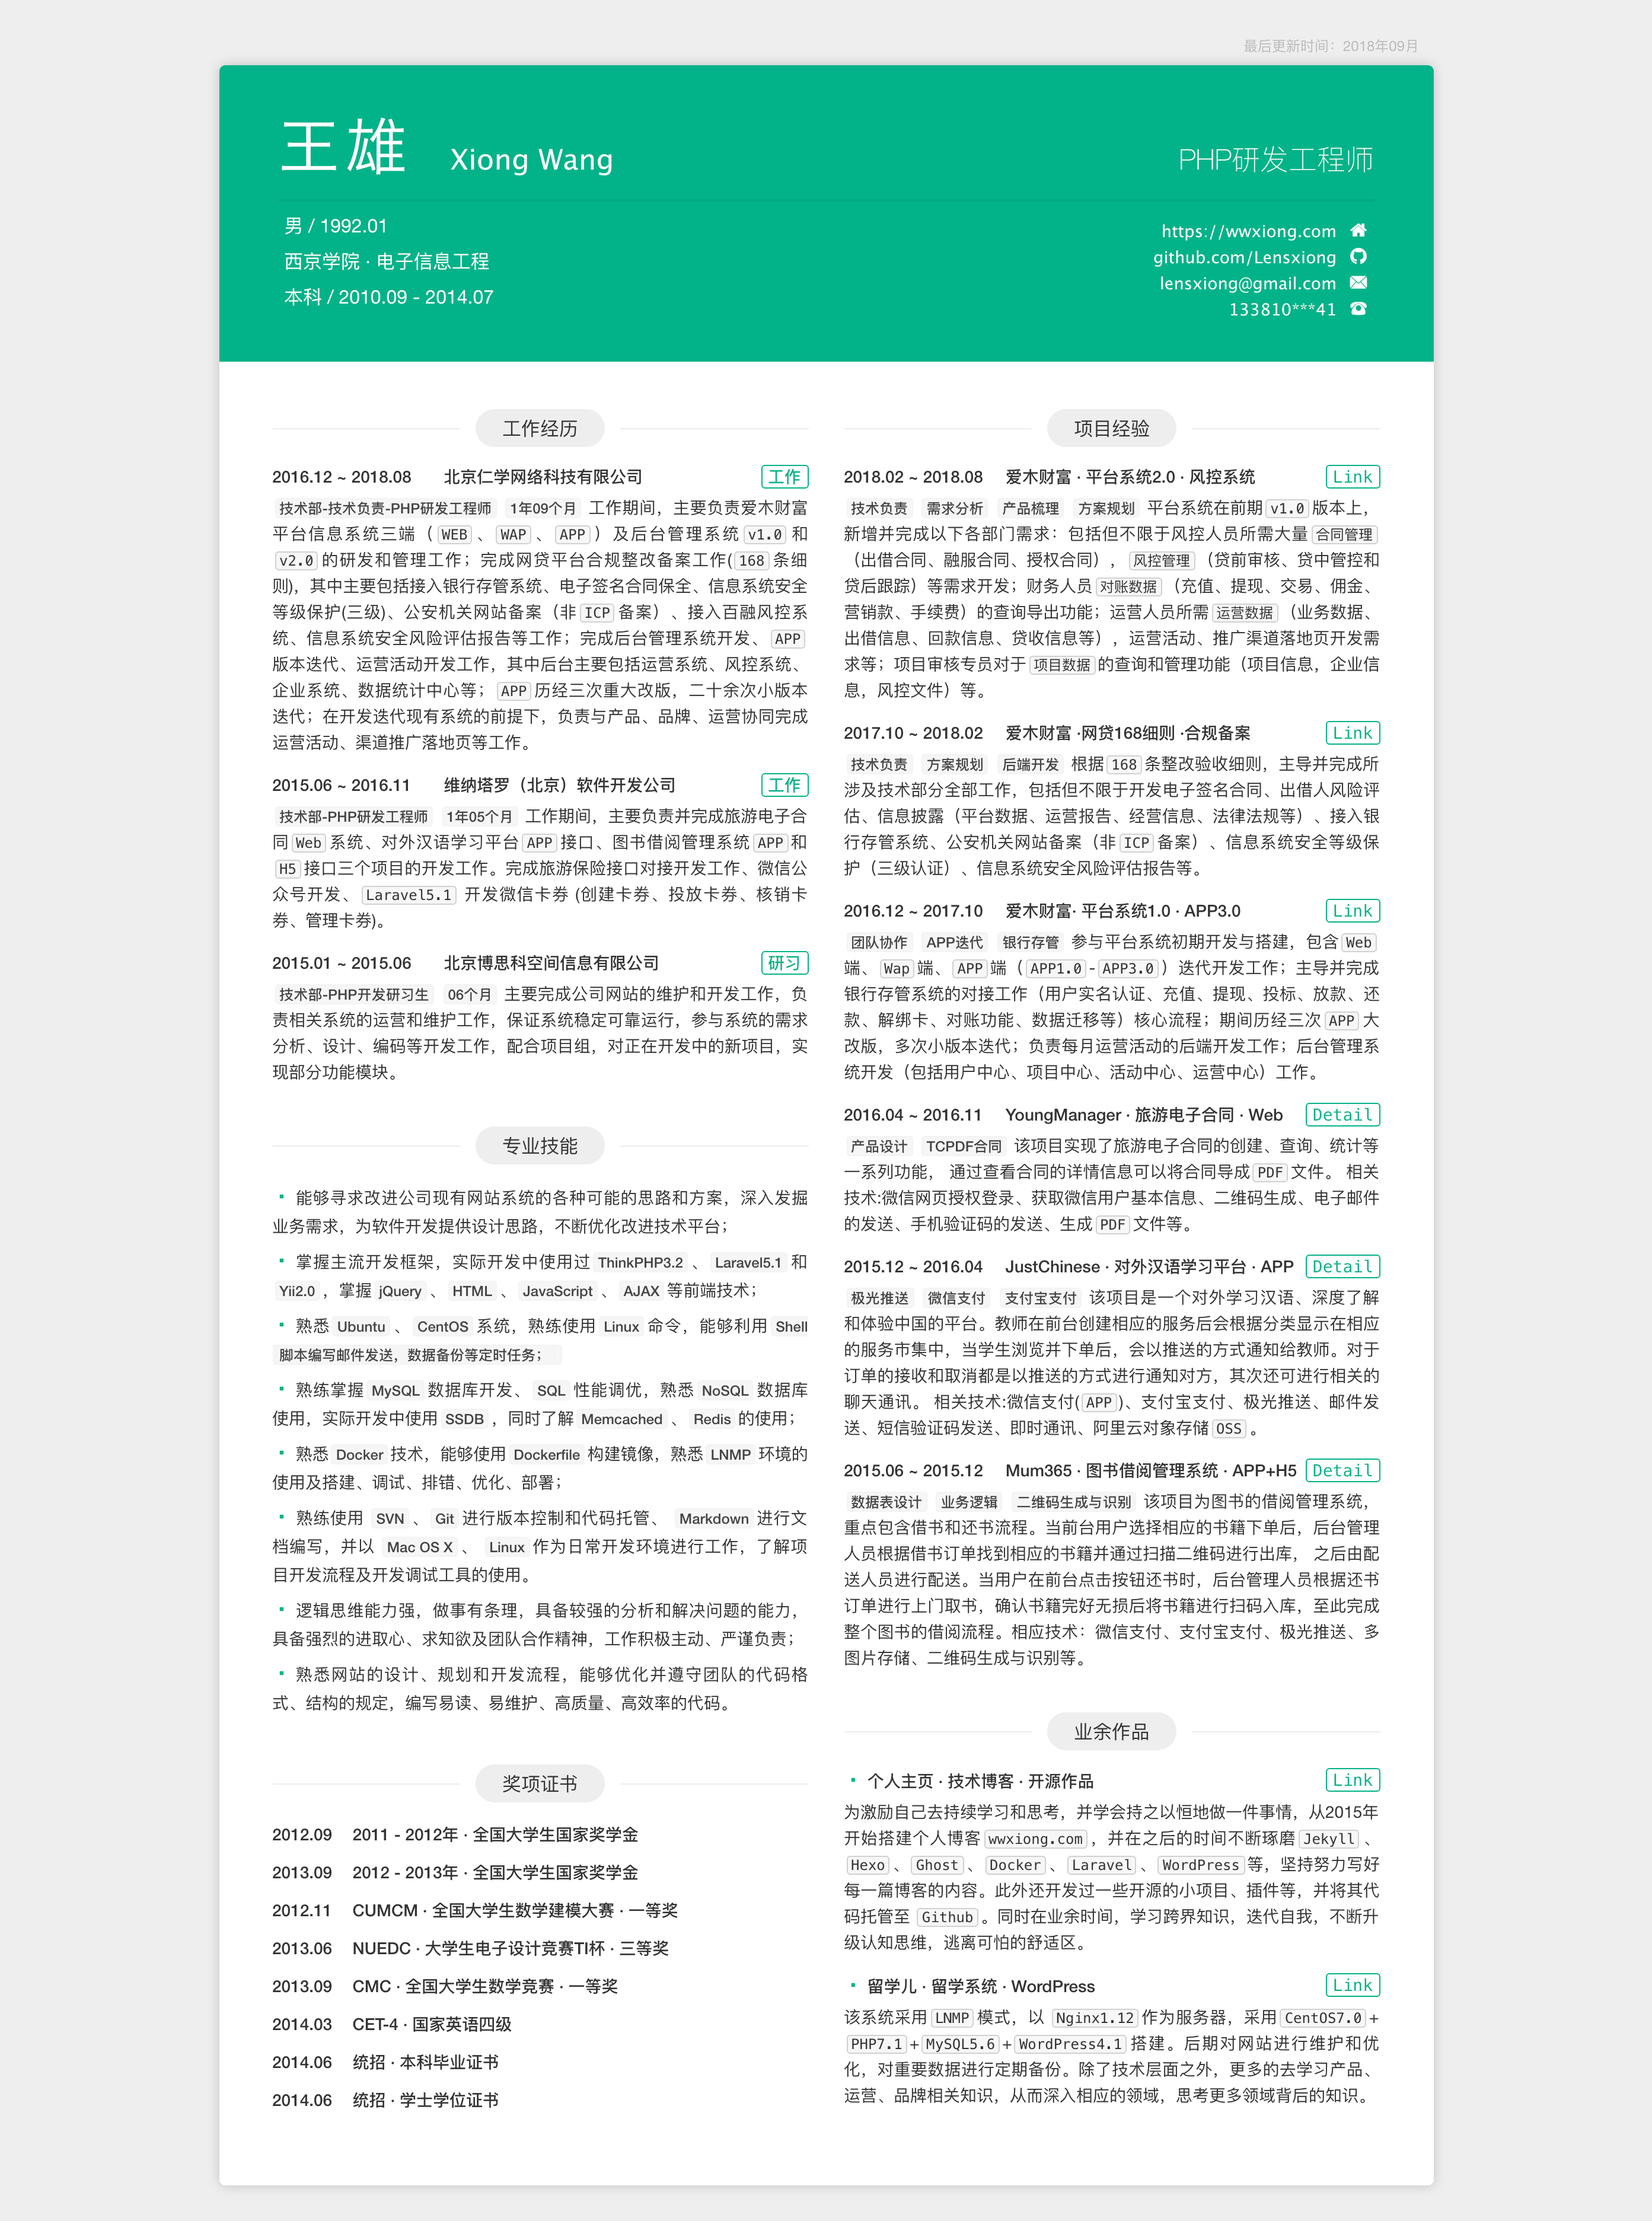 最后更新时间：2018年09月
王雄 Xiong Wang
PHP研发工程师
男 / 1992.01
西京学院 · 电子信息工程
本科 / 2010.09 - 2014.07
https://wwxiong.com
github.com/Lensxiong
lensxiong@gmail.com
133810***41
工作经历
2016.12 ~ 2018.08 北京仁学网络科技有限公司 工作
技术部-技术负责-PHP研发工程师 1年09个月 工作期间，主要负责爱木财富
平台信息系统三端（ WEB 、 WAP 、 APP ）及后台管理系统 v1.0 和
v2.0 的研发和管理工作；完成网贷平台合规整改备案工作( 168 条细
则)，其中主要包括接入银行存管系统、电子签名合同保全、信息系统安全
等级保护(三级)、公安机关网站备案（非 ICP 备案）、接入百融风控系
统、信息系统安全风险评估报告等工作；完成后台管理系统开发、 APP
版本迭代、运营活动开发工作，其中后台主要包括运营系统、风控系统、
企业系统、数据统计中心等； APP 历经三次重大改版，二十余次小版本
迭代；在开发迭代现有系统的前提下，负责与产品、品牌、运营协同完成
运营活动、渠道推广落地页等工作。
2015.06 ~ 2016.11 维纳塔罗（北京）软件开发公司 工作
技术部-PHP研发工程师 1年05个月 工作期间，主要负责并完成旅游电子合
同 Web 系统、对外汉语学习平台 APP 接口、图书借阅管理系统 APP 和
H5 接口三个项目的开发工作。完成旅游保险接口对接开发工作、微信公
众号开发、 Laravel5.1 开发微信卡券 (创建卡券、投放卡券、核销卡
券、管理卡券)。
2015.01 ~ 2015.06 北京博思科空间信息有限公司 研习
技术部-PHP开发研习生 06个月 主要完成公司网站的维护和开发工作，负
责相关系统的运营和维护工作，保证系统稳定可靠运行，参与系统的需求
分析、设计、编码等开发工作，配合项目组，对正在开发中的新项目，实
现部分功能模块。
专业技能
▪ 能够寻求改进公司现有网站系统的各种可能的思路和方案，深入发掘
业务需求，为软件开发提供设计思路，不断优化改进技术平台；
▪ 掌握主流开发框架，实际开发中使用过 ThinkPHP3.2 、 Laravel5.1 和
Yii2.0 ，掌握 jQuery 、 HTML 、 JavaScript 、 AJAX 等前端技术；
▪ 熟悉 Ubuntu 、 CentOS 系统，熟练使用 Linux 命令，能够利用 Shell
脚本编写邮件发送，数据备份等定时任务；
▪ 熟练掌握 MySQL 数据库开发、 SQL 性能调优，熟悉 NoSQL 数据库
使用，实际开发中使用 SSDB ，同时了解 Memcached 、 Redis 的使用；
▪ 熟悉 Docker 技术，能够使用 Dockerfile 构建镜像，熟悉 LNMP 环境的
使用及搭建、调试、排错、优化、部署；
▪ 熟练使用 SVN 、 Git 进行版本控制和代码托管、 Markdown 进行文
档编写，并以 Mac OS X 、 Linux 作为日常开发环境进行工作，了解项
目开发流程及开发调试工具的使用。
▪ 逻辑思维能力强，做事有条理，具备较强的分析和解决问题的能力，
具备强烈的进取心、求知欲及团队合作精神，工作积极主动、严谨负责；
▪ 熟悉网站的设计、规划和开发流程，能够优化并遵守团队的代码格
式、结构的规定，编写易读、易维护、高质量、高效率的代码。
奖项证书
2012.09 2011 - 2012年 · 全国大学生国家奖学金
2013.09 2012 - 2013年 · 全国大学生国家奖学金
2012.11 CUMCM · 全国大学生数学建模大赛 · 一等奖
2013.06 NUEDC · 大学生电子设计竞赛TI杯 · 三等奖
2013.09 CMC · 全国大学生数学竞赛 · 一等奖
2014.03 CET-4 · 国家英语四级
2014.06 统招 · 本科毕业证书
2014.06 统招 · 学士学位证书
项目经验
2018.02 ~ 2018.08 爱木财富 · 平台系统2.0 · 风控系统 Link
技术负责 需求分析 产品梳理 方案规划 平台系统在前期 v1.0 版本上，
新增并完成以下各部门需求：包括但不限于风控人员所需大量 合同管理
（出借合同、融服合同、授权合同）， 风控管理 （贷前审核、贷中管控和
贷后跟踪）等需求开发；财务人员 对账数据 （充值、提现、交易、佣金、
营销款、手续费）的查询导出功能；运营人员所需 运营数据 （业务数据、
出借信息、回款信息、贷收信息等），运营活动、推广渠道落地页开发需
求等；项目审核专员对于 项目数据 的查询和管理功能（项目信息，企业信
息，风控文件）等。
2017.10 ~ 2018.02 爱木财富 ·网贷168细则 ·合规备案 Link
技术负责 方案规划 后端开发 根据 168 条整改验收细则，主导并完成所
涉及技术部分全部工作，包括但不限于开发电子签名合同、出借人风险评
估、信息披露（平台数据、运营报告、经营信息、法律法规等）、接入银
行存管系统、公安机关网站备案（非 ICP 备案）、信息系统安全等级保
护（三级认证）、信息系统安全风险评估报告等。
2016.12 ~ 2017.10 爱木财富· 平台系统1.0 · APP3.0 Link
团队协作 APP迭代 银行存管 参与平台系统初期开发与搭建，包含 Web
端、 Wap 端、 APP 端（ APP1.0 - APP3.0 ）迭代开发工作；主导并完成
银行存管系统的对接工作（用户实名认证、充值、提现、投标、放款、还
款、解绑卡、对账功能、数据迁移等）核心流程；期间历经三次 APP 大
改版，多次小版本迭代；负责每月运营活动的后端开发工作；后台管理系
统开发（包括用户中心、项目中心、活动中心、运营中心）工作。
2016.04 ~ 2016.11 YoungManager · 旅游电子合同 · Web Detail
产品设计 TCPDF合同 该项目实现了旅游电子合同的创建、查询、统计等
一系列功能， 通过查看合同的详情信息可以将合同导成 PDF 文件。 相关
技术:微信网页授权登录、获取微信用户基本信息、二维码生成、电子邮件
的发送、手机验证码的发送、生成 PDF 文件等。
2015.12 ~ 2016.04 JustChinese · 对外汉语学习平台 · APP Detail
极光推送 微信支付 支付宝支付 该项目是一个对外学习汉语、深度了解
和体验中国的平台。教师在前台创建相应的服务后会根据分类显示在相应
的服务市集中，当学生浏览并下单后，会以推送的方式通知给教师。对于
订单的接收和取消都是以推送的方式进行通知对方，其次还可进行相关的
聊天通讯。 相关技术:微信支付( APP )、支付宝支付、极光推送、邮件发
送、短信验证码发送、即时通讯、阿里云对象存储 OSS 。
2015.06 ~ 2015.12 Mum365 · 图书借阅管理系统 · APP+H5 Detail
数据表设计 业务逻辑 二维码生成与识别 该项目为图书的借阅管理系统，
重点包含借书和还书流程。当前台用户选择相应的书籍下单后，后台管理
人员根据借书订单找到相应的书籍并通过扫描二维码进行出库， 之后由配
送人员进行配送。当用户在前台点击按钮还书时，后台管理人员根据还书
订单进行上门取书，确认书籍完好无损后将书籍进行扫码入库，至此完成
整个图书的借阅流程。相应技术：微信支付、支付宝支付、极光推送、多
图片存储、二维码生成与识别等。
业余作品
▪ 个人主页 · 技术博客 · 开源作品 Link
为激励自己去持续学习和思考，并学会持之以恒地做一件事情，从2015年
开始搭建个人博客 wwxiong.com ，并在之后的时间不断琢磨 Jekyll 、
Hexo 、 Ghost 、 Docker 、 Laravel 、 WordPress 等，坚持努力写好
每一篇博客的内容。此外还开发过一些开源的小项目、插件等，并将其代
码托管至 Github 。同时在业余时间，学习跨界知识，迭代自我，不断升
级认知思维，逃离可怕的舒适区。
▪ 留学儿 · 留学系统 · WordPress Link
该系统采用 LNMP 模式，以 Nginx1.12 作为服务器，采用 CentOS7.0 +
PHP7.1 + MySQL5.6 + WordPress4.1 搭建。后期对网站进行维护和优
化，对重要数据进行定期备份。除了技术层面之外，更多的去学习产品、
运营、品牌相关知识，从而深入相应的领域，思考更多领域背后的知识。